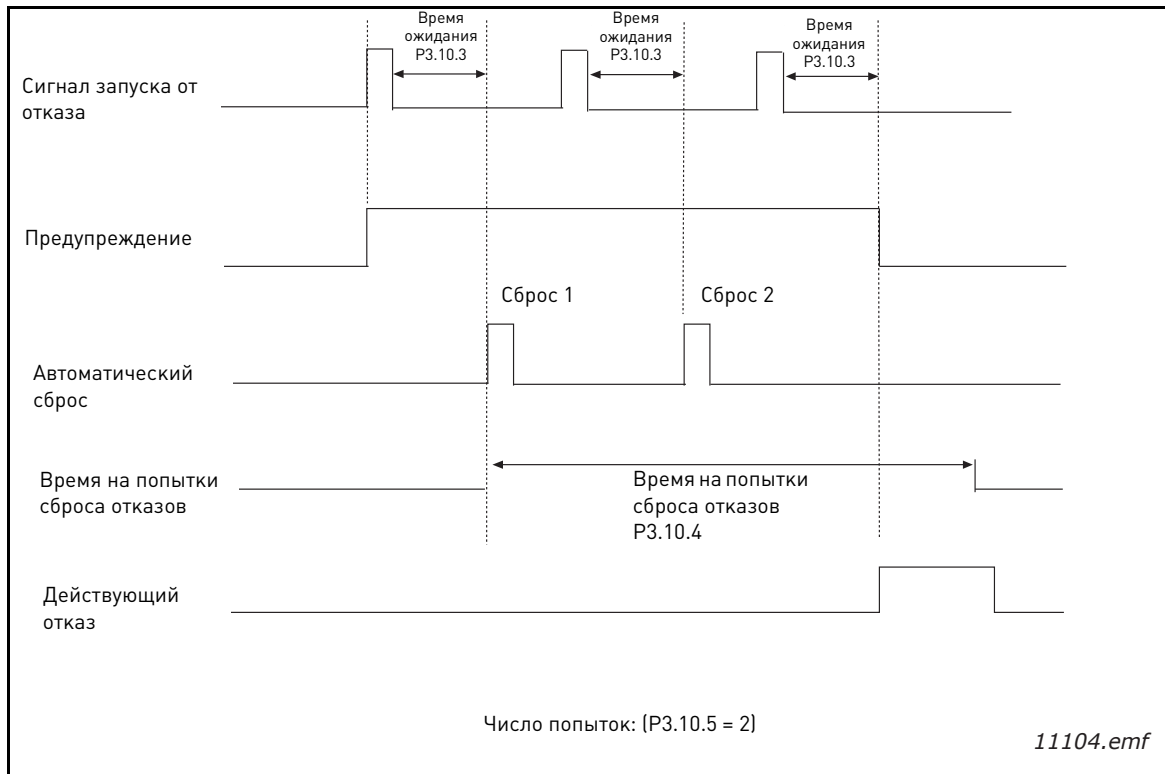 Время
ожидания
P3.10.3
Время
ожидания
P3.10.3
Время
ожидания
P3.10.3
Сигнал запуска от
отказа
Предупреждение
Сброс 1
Сброс 2
Автоматический
сброс
Время на попытки
сброса отказов
Время на попытки
сброса отказов
P3.10.4
Действующий
отказ
Число попыток: (P3.10.5 = 2)
11104.emf